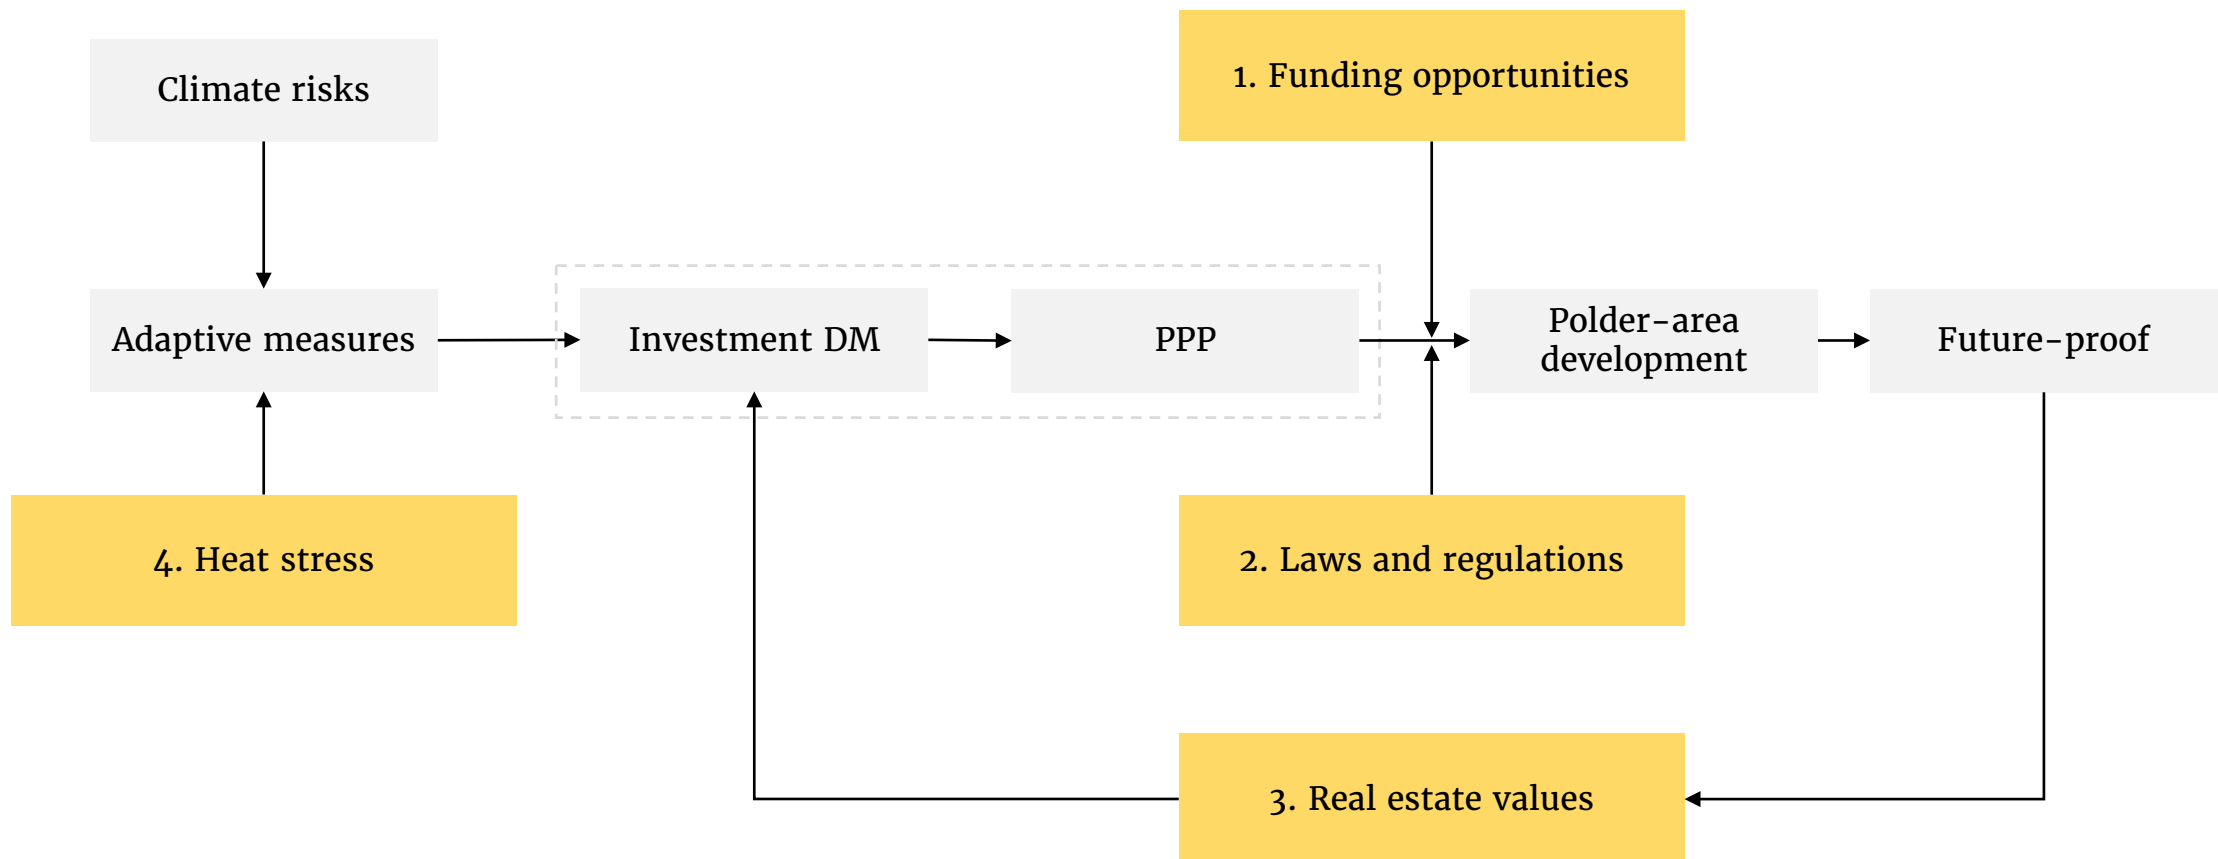 1. Funding opportunities
Climate risks
Adaptive measures
Investment DM
PPP
Polder-area
development
Future-proof
4. Heat stress
2. Laws and regulations
3. Real estate values